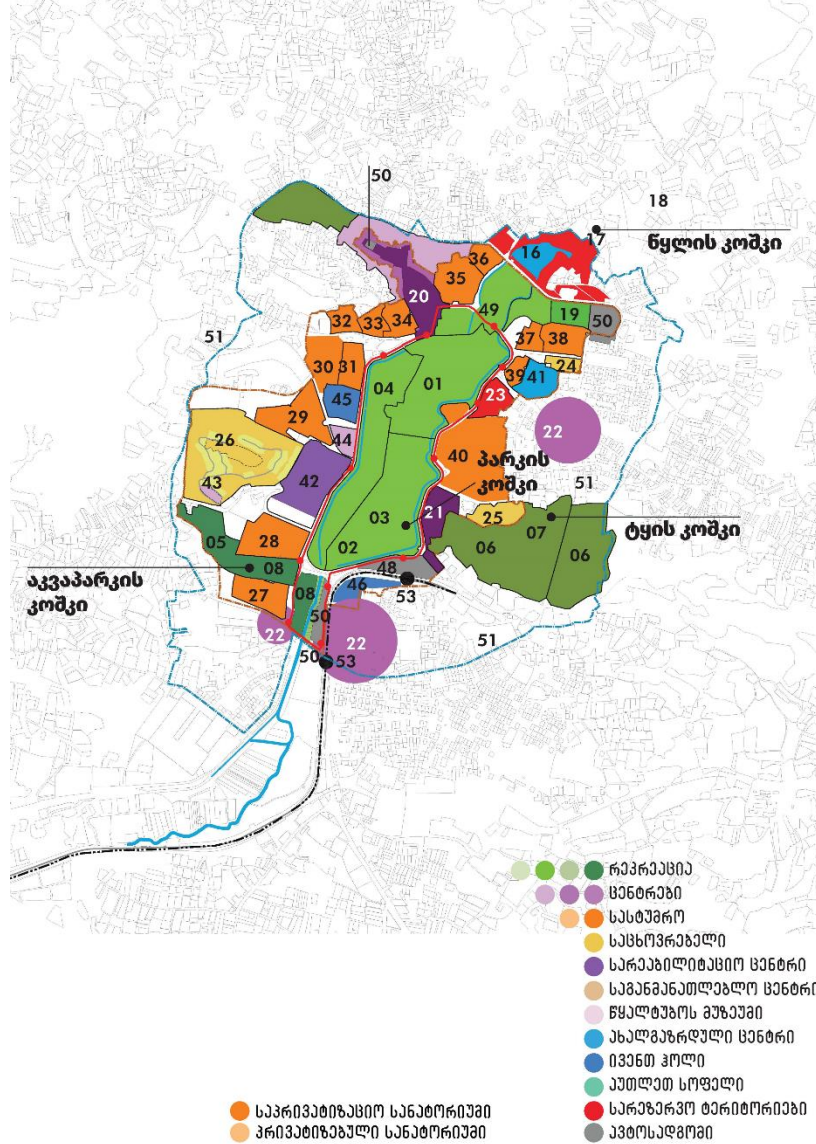 50
18
17
წყლის კოშკი
16
36
35
20
49
19
50
32
33
34
37
38
51
30
31
04
01
24
39
41
45
23
29
22
26
44
40
42
პარკის
კოშკი
51
43
21
25
03
07
ტყის კოშკი
05
28
02
06
06
აკვაპარკის
კოშკი
08
48
27
08
46
53
50
22
22
51
50
53
რეკრეაცია
ცენტრები
სასტუმრო
საცხოვრებელი
სარეაბილიტაციო ცენტრი
საგანმანათლებლო ცენტრი
წყალტუბოს მუზეუმი
ახალგაზრდული ცენტრი
ივენთ ჰოლი
აუთლეთ სოფელი
საპრივატიზაციო სანატორიუმი
სარეზერვო ტერიტორიები
პრივატიზებული სანატორიუმი
ავტოსადგომი